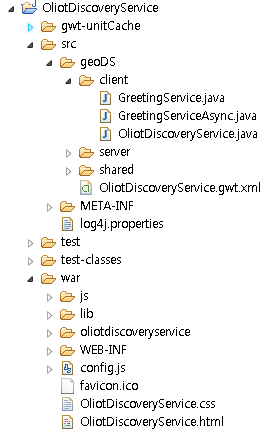 OliotDiscoveryService
gwt-unitCache
src
geoDS
client
GreetingService.java
GreetingServiceAsync.java
OliotDiscoveryService.java
server
shared
OliotDiscoveryService.gwt.xml
META-INF
log4j.properties
test
test-classes
war
js
lib
oliotdiscoveryservice
WEB-INF
config.js
favicon.ico
OliotDiscoveryService.css
OliotDiscoveryService.html